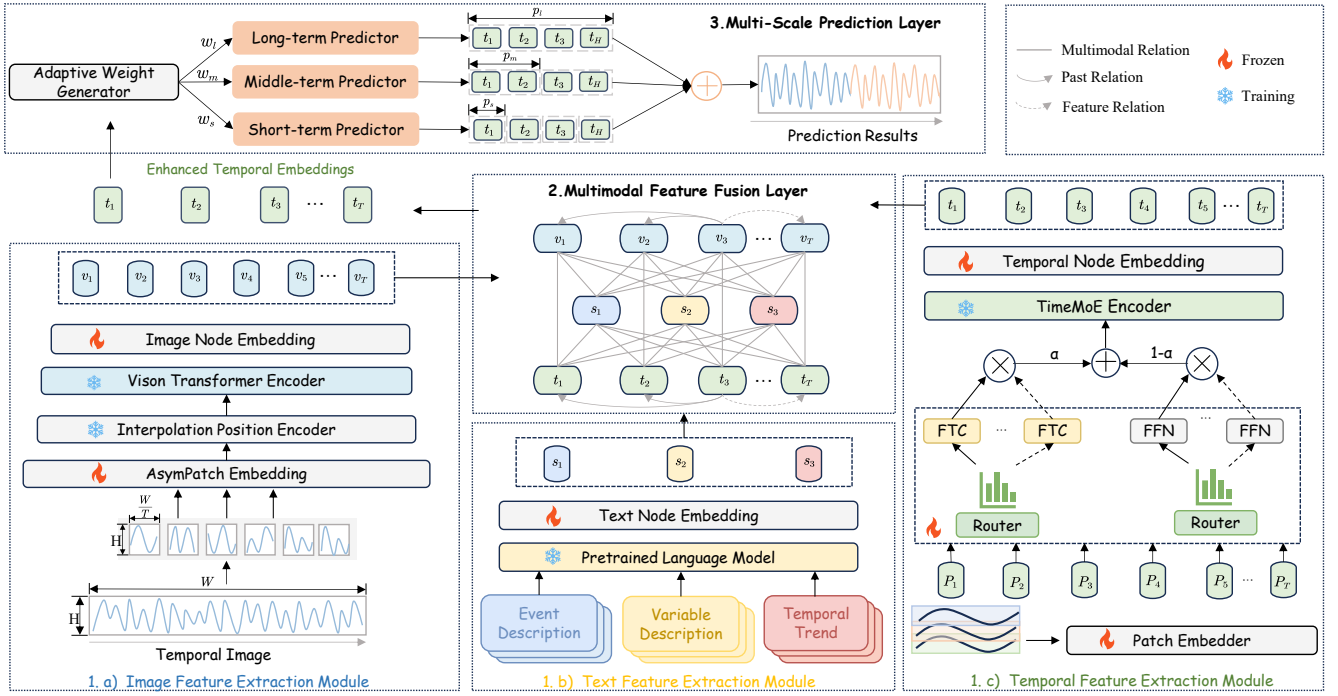 3.Multi-Scale Prediction Layer
Adaptive Weight
Generator
w_l
w_m
w_s
Long-term Predictor
Middle-term Predictor
Short-term Predictor
p_l
t_1 t_2 t_3 t_H
p_m
t_1 t_2 t_3 t_H
p_s
t_1 t_2 t_3 t_H
Prediction Results
Multimodal Relation
Past Relation
Feature Relation
Frozen
Training
Enhanced Temporal Embeddings
t_1 t_2 t_3 ... t_T
v_1 v_2 v_3 v_4 v_5 ... v_T
Image Node Embedding
Vison Transformer Encoder
Interpolation Position Encoder
AsymPatch Embedding
W
T
H
W
H
Temporal Image
1. a) Image Feature Extraction Module
2.Multimodal Feature Fusion Layer
v_1 v_2 v_3 ... v_T
s_1 s_2 s_3
t_1 t_2 t_3 ... t_T
s_1 s_2 s_3
Text Node Embedding
Pretrained Language Model
Event
Description
Variable
Description
Temporal
Trend
1. b) Text Feature Extraction Module
t_1 t_2 t_3 t_4 t_5 ... t_T
Temporal Node Embedding
TimeMoE Encoder
α
1-α
FTC ... FTC
FFN ... FFN
Router
Router
P_1 P_2 P_3 P_4 P_5 ... P_T
Patch Embedder
1. c) Temporal Feature Extraction Module